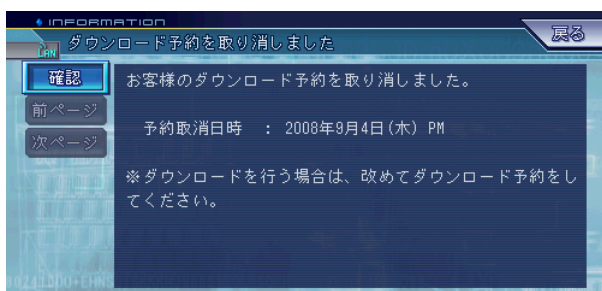 INFORMATION
戻る
LAN
ダウンロード予約を取り消しました
確認
前ページ
次ページ
お客様のダウンロード予約を取り消しました。
予約取消日時 : 2008年9月4日(木) PM
※ダウンロードを行う場合は、改めてダウンロード予約をし
てください。